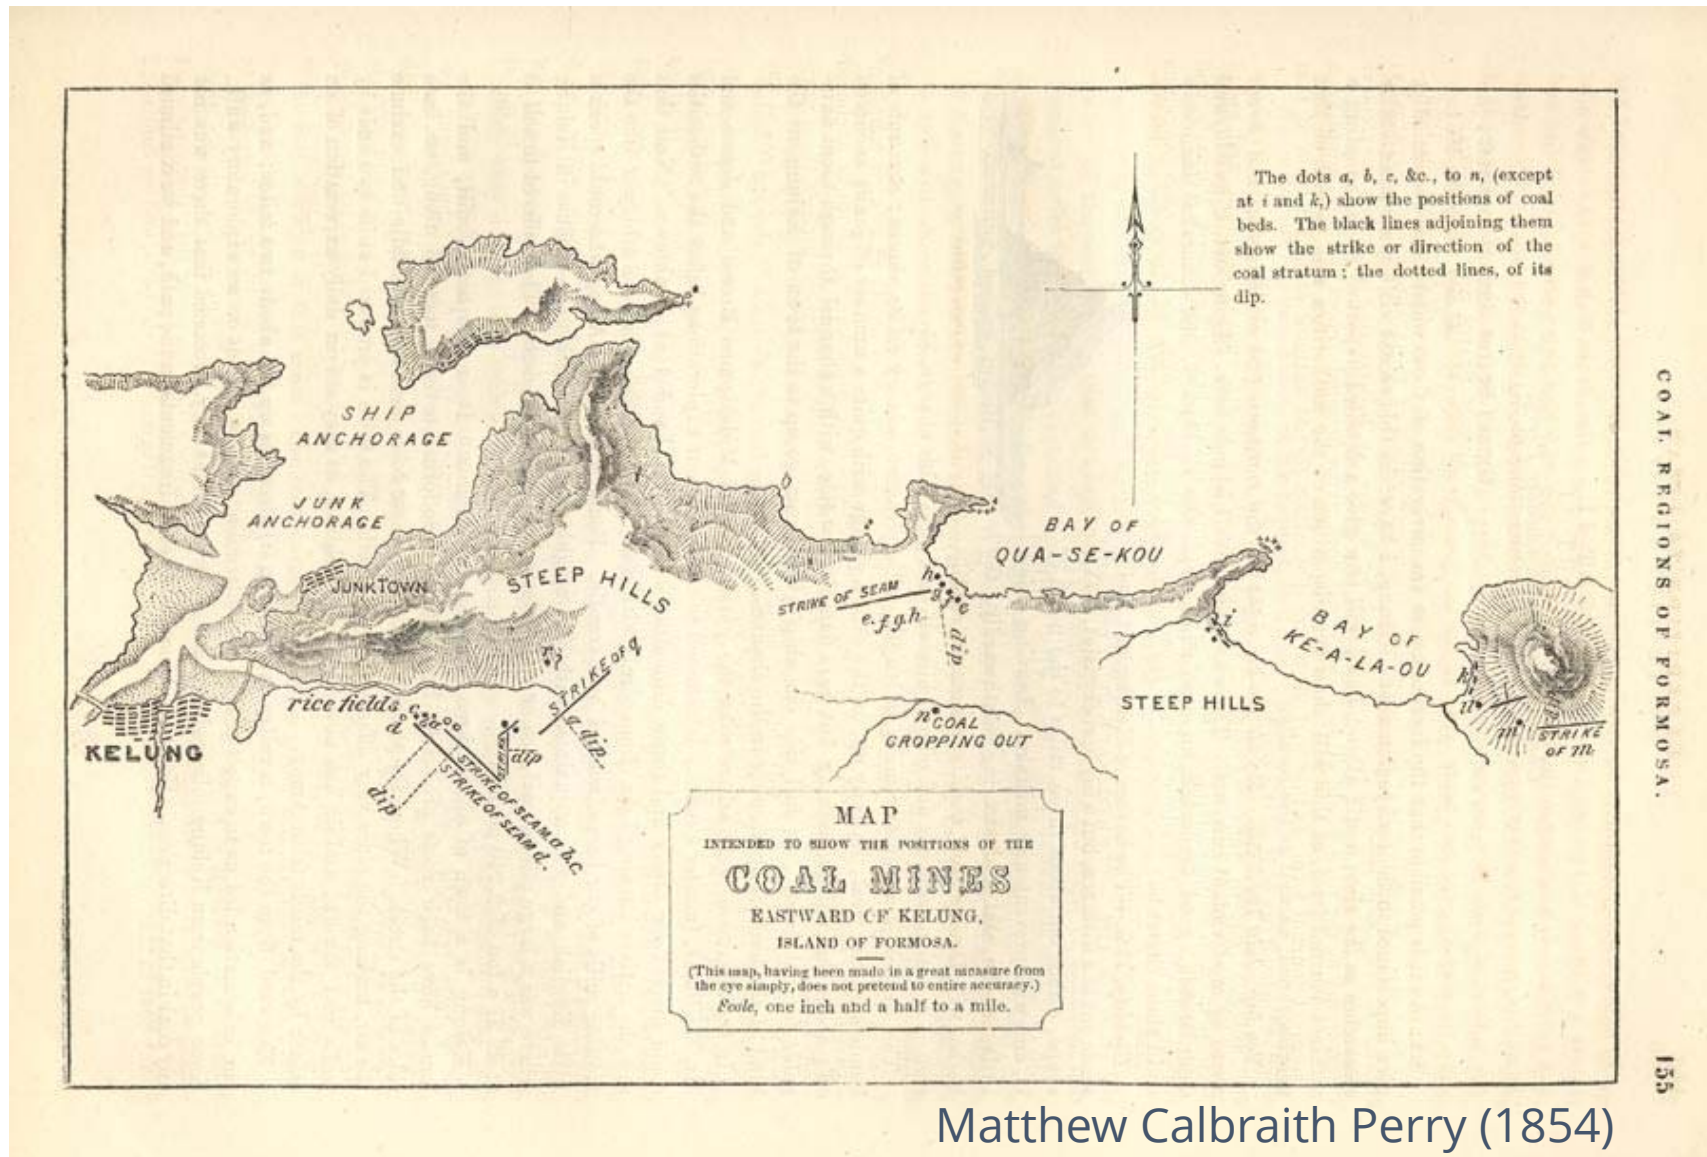 The dots a, b, c, &c., to n, (except
at i and k,) show the positions of coal
beds. The black lines adjoining them
show the strike or direction of the
coal stratum; the dotted lines, of its
dip.
SHIP
ANCHORAGE
JUNK
ANCHORAGE
JUNKTOWN
STEEP HILLS
BAY OF
QUA-SE-KOU
STRIKE OF SEAM
e.f.g.h.
h
g f e
dip
i
BAY OF
KE-A-LA-OU
STEEP HILLS
k
m
STRIKE
OF m
rice fields
KELUNG
d
dip
dip
STRIKE OF q
q dip
STRIKE OF SEAM a b.c
STRIKE OF SEAM d.
n COAL
CROPPING OUT
MAP
INTENDED TO SHOW THE POSITIONS OF THE
COAL MINES
EASTWARD OF KELUNG,
ISLAND OF FORMOSA.
(This map, having been made in a great measure from
the eye simply, does not pretend to entire accuracy.)
Scale, one inch and a half to a mile.
COAL REGIONS OF FORMOSA.
155
Matthew Calbraith Perry (1854)